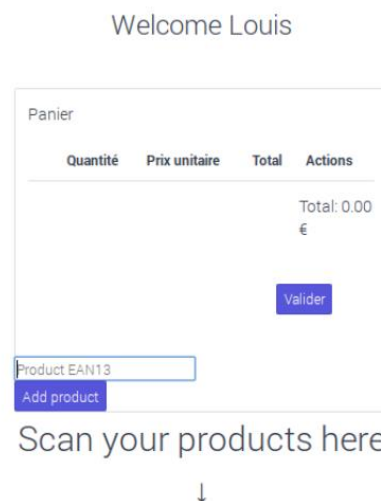 Welcome Louis
Panier
Quantité Prix unitaire Total Actions
Total: 0.00
€
Valider
Product EAN13
Add product
Scan your products here
↓